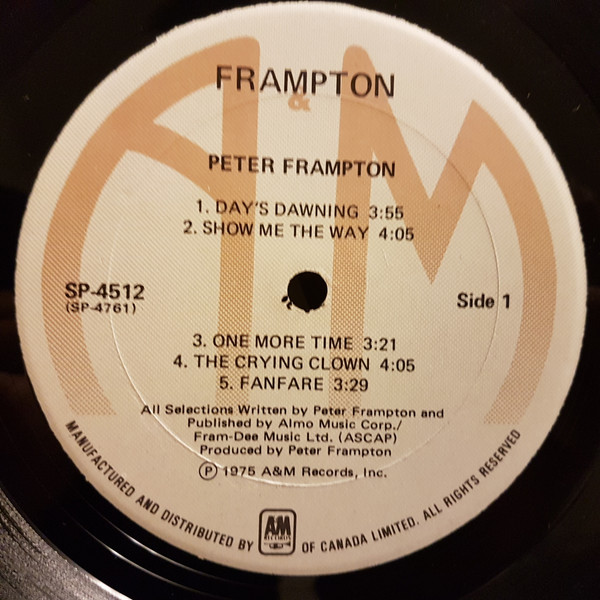 FRAMPTON
&
PETER FRAMPTON
1. DAY'S DAWNING 3:55
2. SHOW ME THE WAY 4:05
SP-4512
(SP-4761)
Side 1
3. ONE MORE TIME 3:21
4. THE CRYING CLOWN 4:05
5. FANFARE 3:29
All Selections Written by Peter Frampton and
Published by Almo Music Corp./
Fram-Dee Music Ltd. (ASCAP)
Produced by Peter Frampton
Ⓟ 1975 A&M Records, Inc.
MANUFACTURED AND DISTRIBUTED BY A&M RECORDS OF CANADA LIMITED. ALL RIGHTS RESERVED